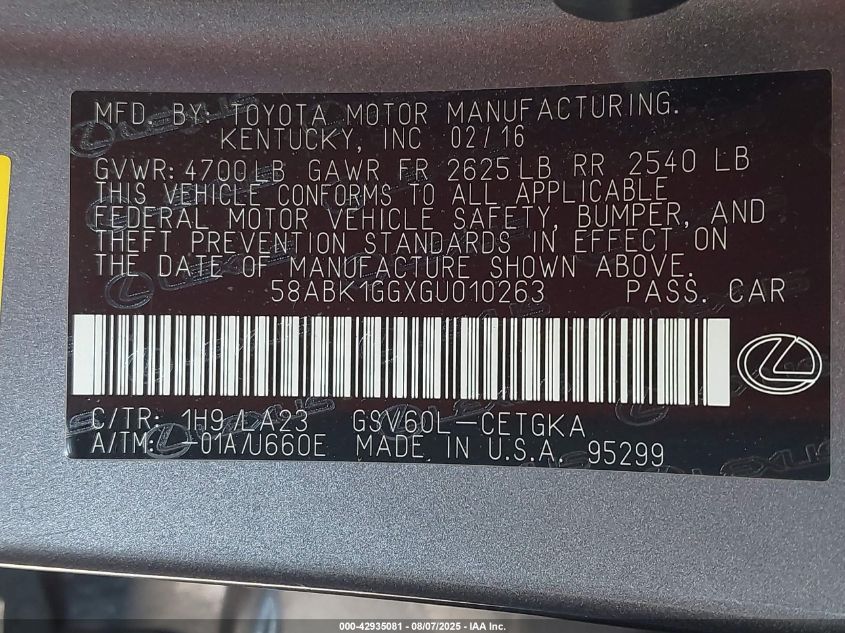 MFD. BY: TOYOTA MOTOR MANUFACTURING.
KENTUCKY, INC 02/16
GVWR: 4700LB GAWR FR 2625LB RR 2540 LB
THIS VEHICLE CONFORMS TO ALL APPLICABLE
FEDERAL MOTOR VEHICLE SAFETY, BUMPER, AND
THEFT PREVENTION STANDARDS IN EFFECT ON
THE DATE OF MANUFACTURE SHOWN ABOVE.
58ABK1GGXGU010263 PASS. CAR
C/TR: 1H9/LA23 GSV60L-CETGKA
A/TM: -01A/U660E MADE IN U.S.A. 95299
000-42935081 - 08/07/2025 - IAA Inc.